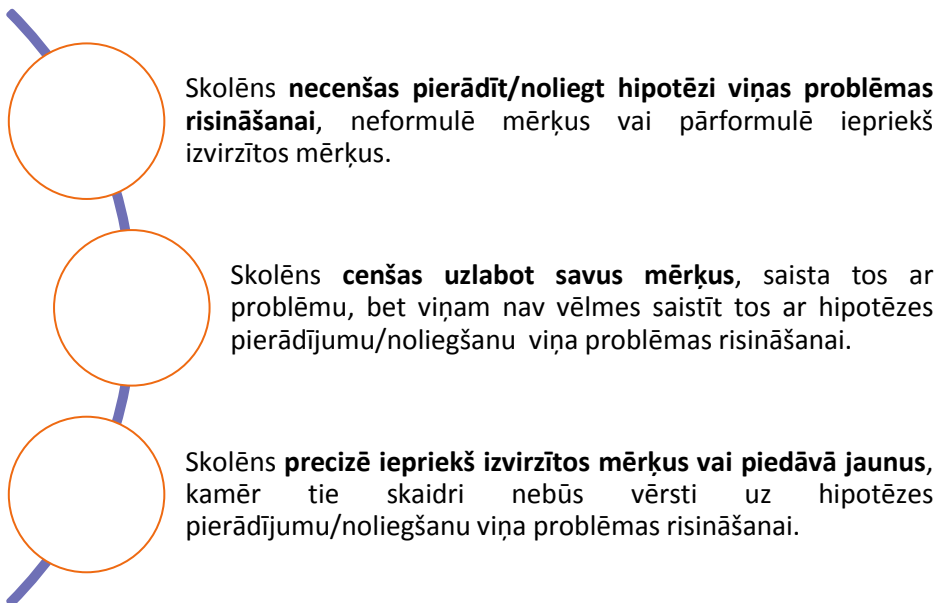 Skolēns necenšas pierādīt/noliegt hipotēzi viņas problēmas
risināšanai, neformulē mērķus vai pārformulē iepriekš
izvirzītos mērķus.
Skolēns cenšas uzlabot savus mērķus, saista tos ar
problēmu, bet viņam nav vēlmes saistīt tos ar hipotēzes
pierādījumu/noliegšanu viņa problēmas risināšanai.
Skolēns precizē iepriekš izvirzītos mērķus vai piedāvā jaunus,
kamēr tie skaidri nebūs vērsti uz hipotēzes
pierādījumu/noliegšanu viņa problēmas risināšanai.